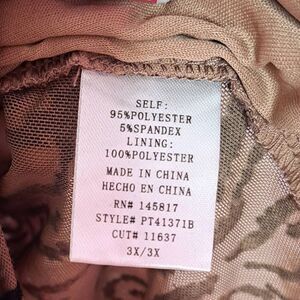 SELF:
95%POLYESTER
5%SPANDEX
LINING:
100%POLYESTER
MADE IN CHINA
HECHO EN CHINA
RN# 145817
STYLE# PT41371B
CUT# 11637
3X/3X